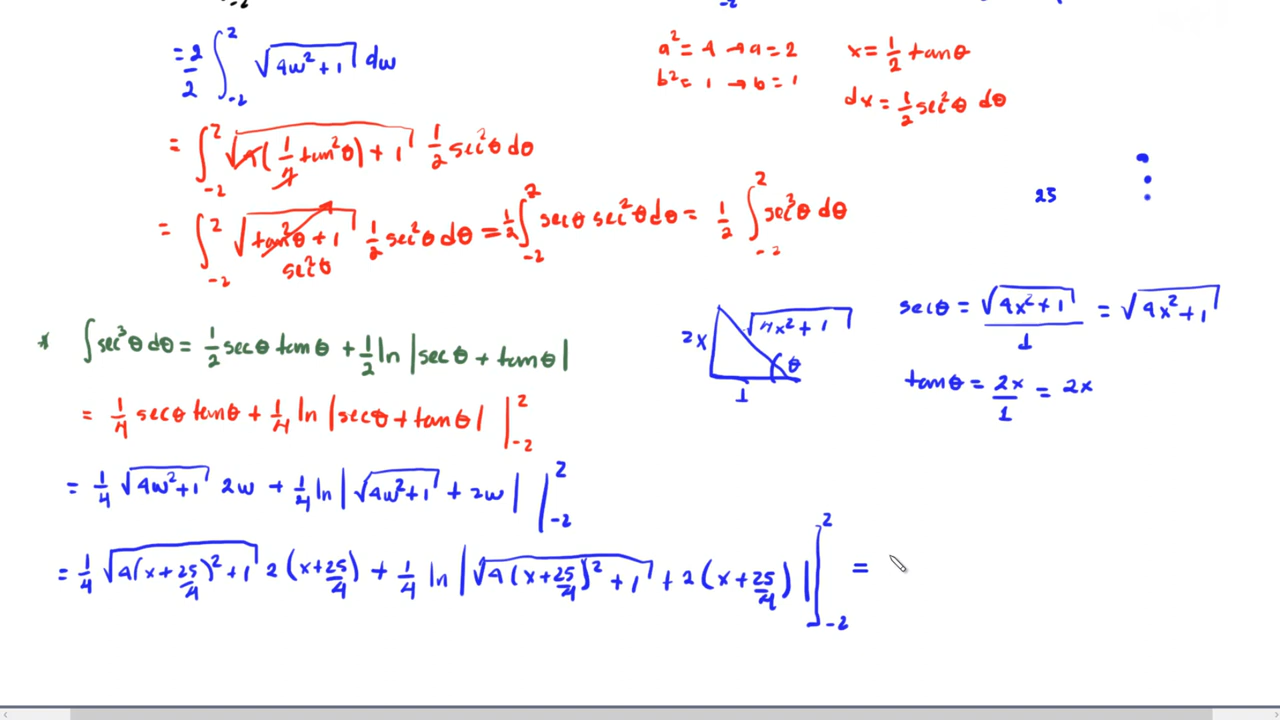 = 2/2 ∫_{-2}^{2} √(4w²+1) dw
a² = 4 → a = 2
b² = 1 → b = 1
x = 1/2 tanθ
dx = 1/2 sec²θ dθ
= ∫_{-2}^{2} √(4(1/4 tan²θ)+1) 1/2 sec²θ dθ
= ∫_{-2}^{2} √(tan²θ+1) 1/2 sec²θ dθ = 1/2 ∫_{-2}^{2} secθ sec²θ dθ = 1/2 ∫_{-2}^{2} sec³θ dθ
sec²θ
25
* ∫ sec³θ dθ = 1/2 secθ tanθ + 1/2 ln |secθ + tanθ|
2x √(4x²+1) θ
1
secθ = √(4x²+1)/1 = √(4x²+1)
tanθ = 2x/1 = 2x
= 1/4 secθ tanθ + 1/4 ln |secθ + tanθ| |_{-2}^{2}
= 1/4 √(4w²+1) 2w + 1/4 ln |√(4w²+1) + 2w| |_{-2}^{2}
= 1/4 √(4(x+25/4)²+1) 2(x+25/4) + 1/4 ln |√(4(x+25/4)²+1) + 2(x+25/4)| ]_{-2}^{2} =